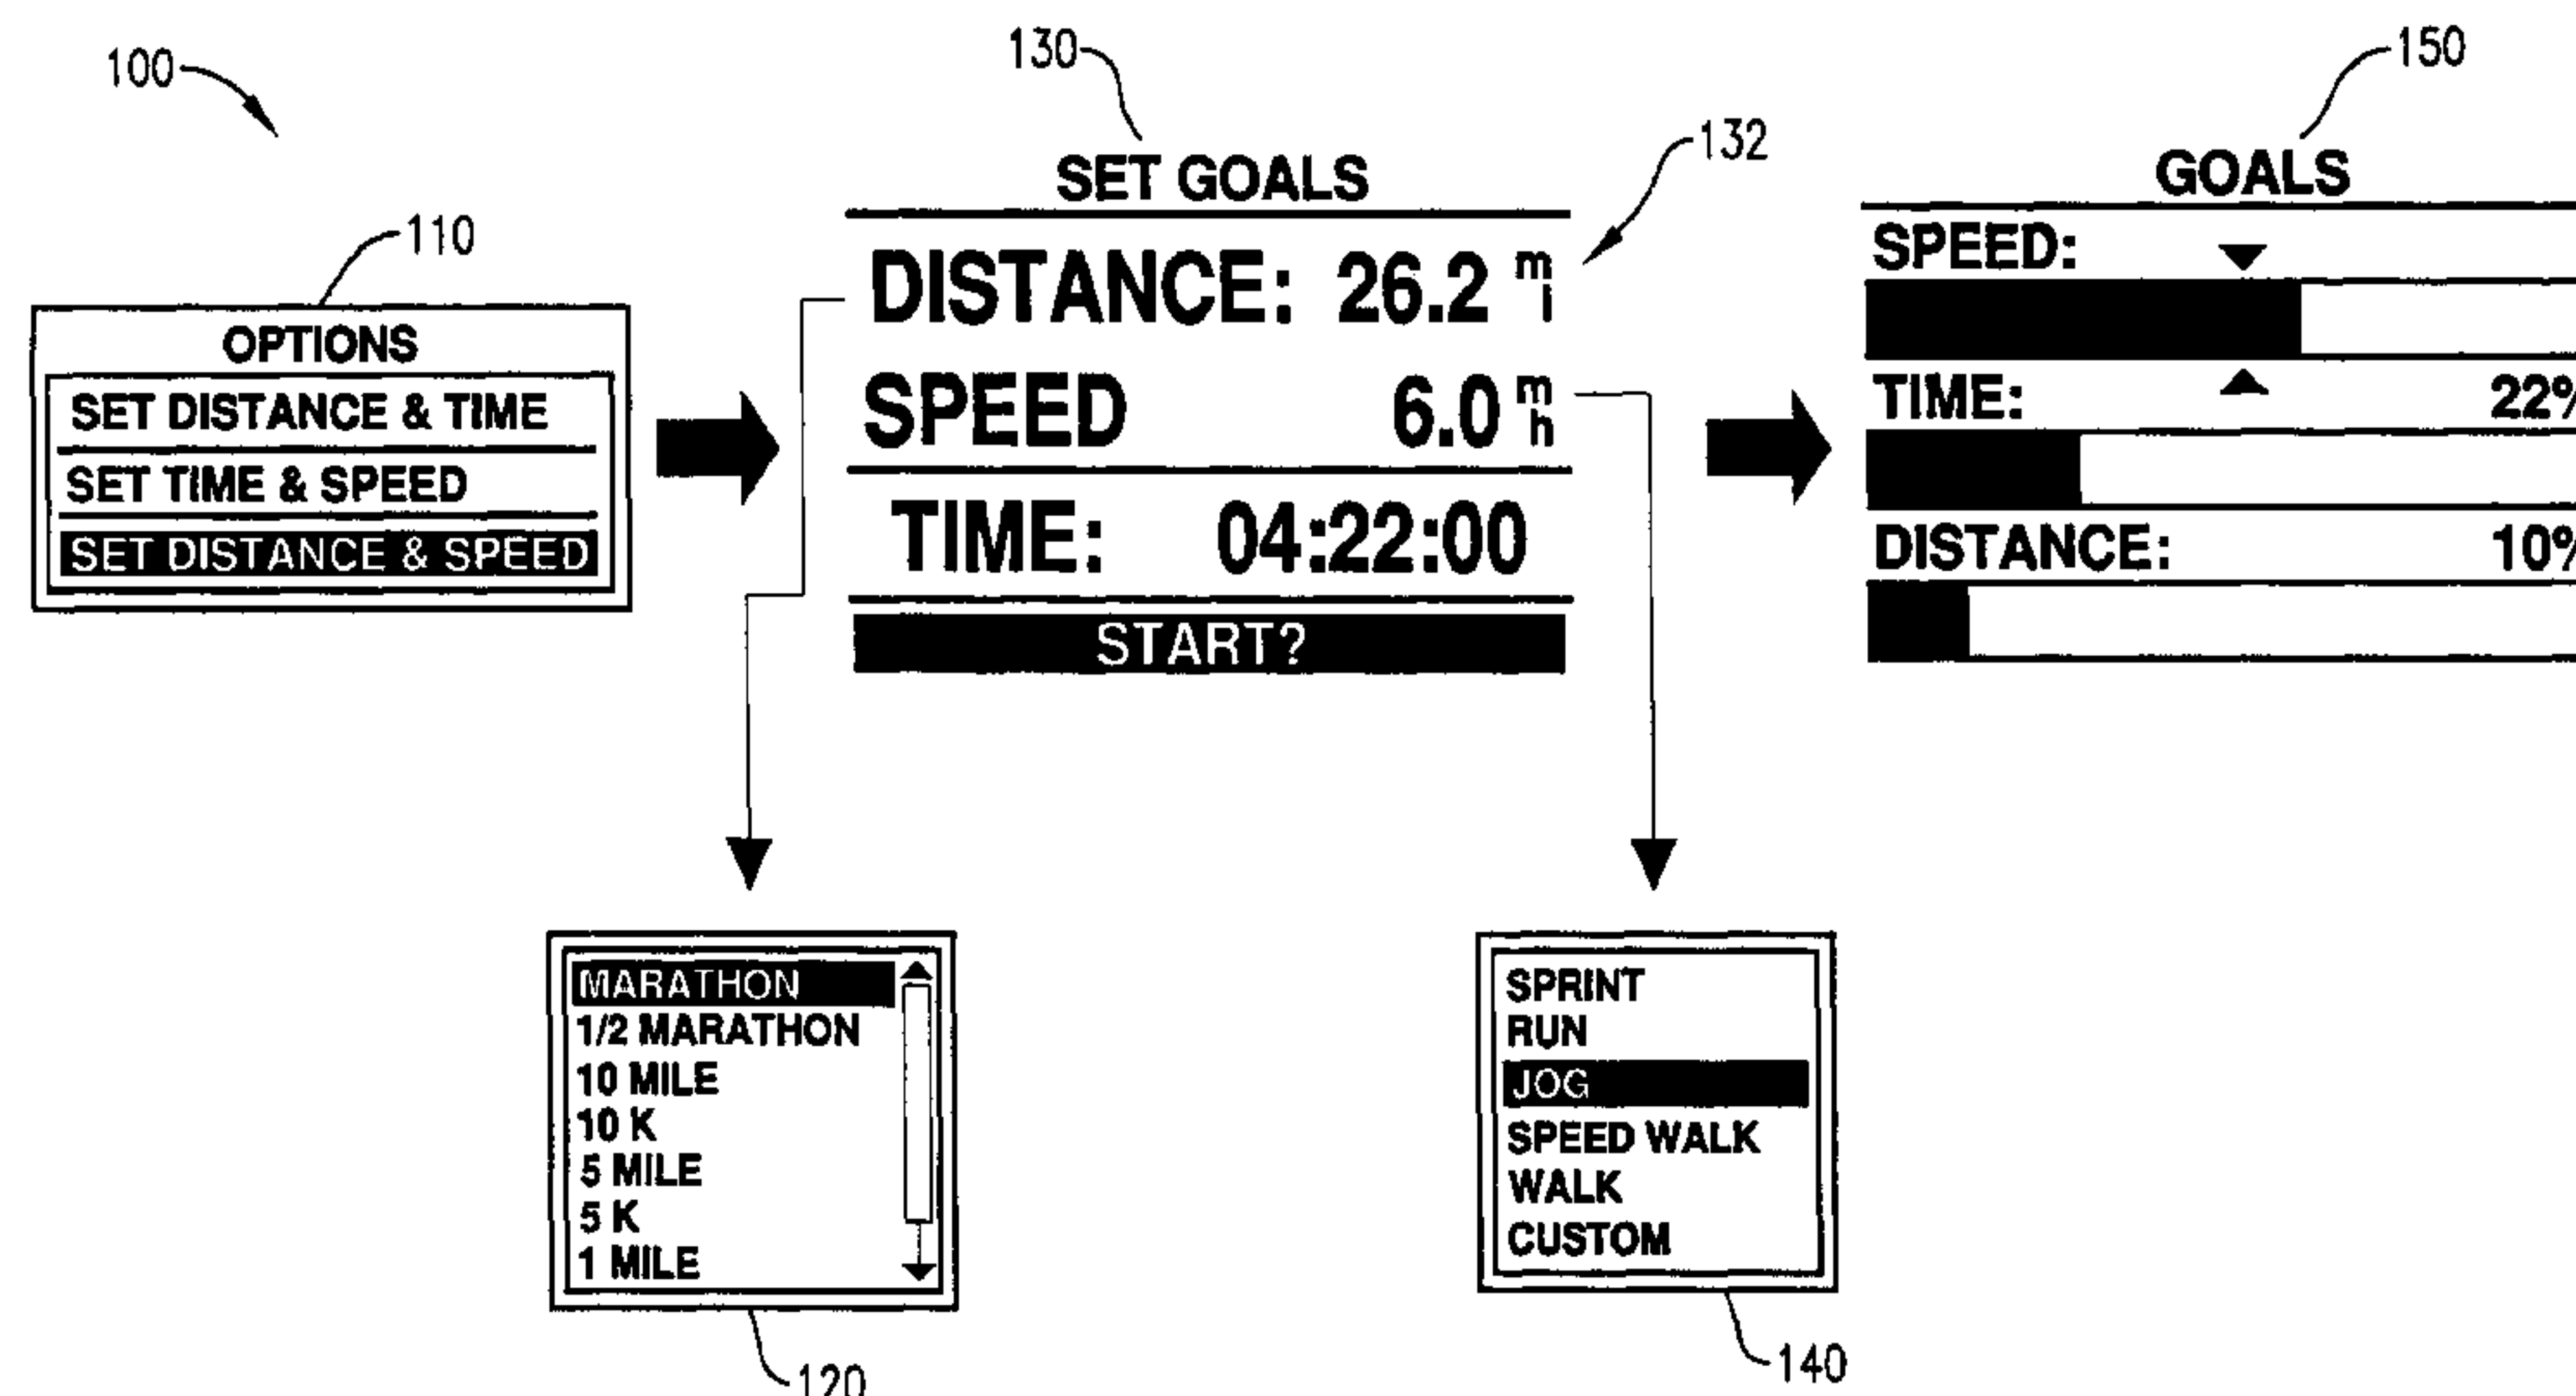 100
110
OPTIONS
SET DISTANCE & TIME
SET TIME & SPEED
SET DISTANCE & SPEED
130
SET GOALS
132
DISTANCE: 26.2 mi
SPEED 6.0 mh
TIME: 04:22:00
START?
150
GOALS
SPEED:
TIME: 22%
DISTANCE: 10%
MARATHON
1/2 MARATHON
10 MILE
10 K
5 MILE
5 K
1 MILE
120
SPRINT
RUN
JOG
SPEED WALK
WALK
CUSTOM
140